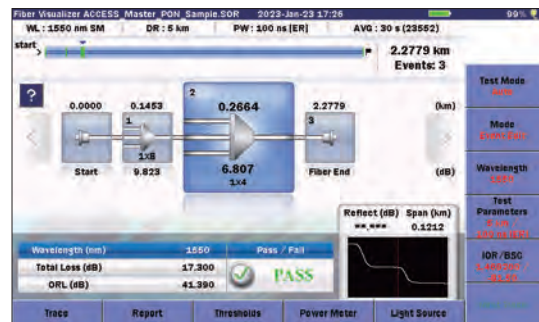 Fiber Visualizer ACCESS_Master_PON_Sample.SOR 2023-Jan-23 17:26 99%
WL : 1550 nm SM DR : 5 km PW : 100 ns [ER] AVG : 30 s (23552)
start
2.2779 km
Events: 3
?
0.0000 0.1453 2 0.2664 2.2779 (km)
1 3
1x8
Start 9.823 6.807 Fiber End (dB)
1x4
Reflect (dB) Span (km)
**.*** 0.1212
Wavelength (nm) 1550 Pass / Fail
Total Loss (dB) 17.300 PASS
ORL (dB) 41.390
Test Mode
Mode
Wavelength
Test
Parameters
IOR/BSC
Trace Report Thresholds Power Meter Light Source